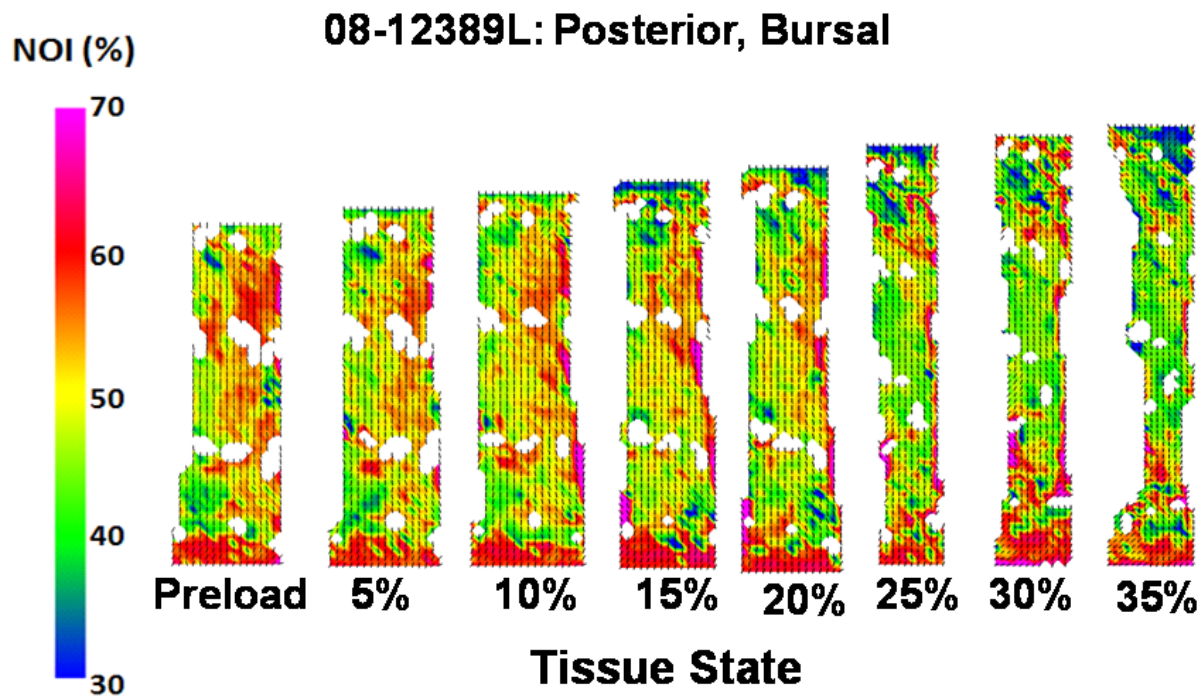 08-12389L: Posterior, Bursal
NOI (%)
70
60
50
40
30
Preload 5% 10% 15% 20% 25% 30% 35%
Tissue State